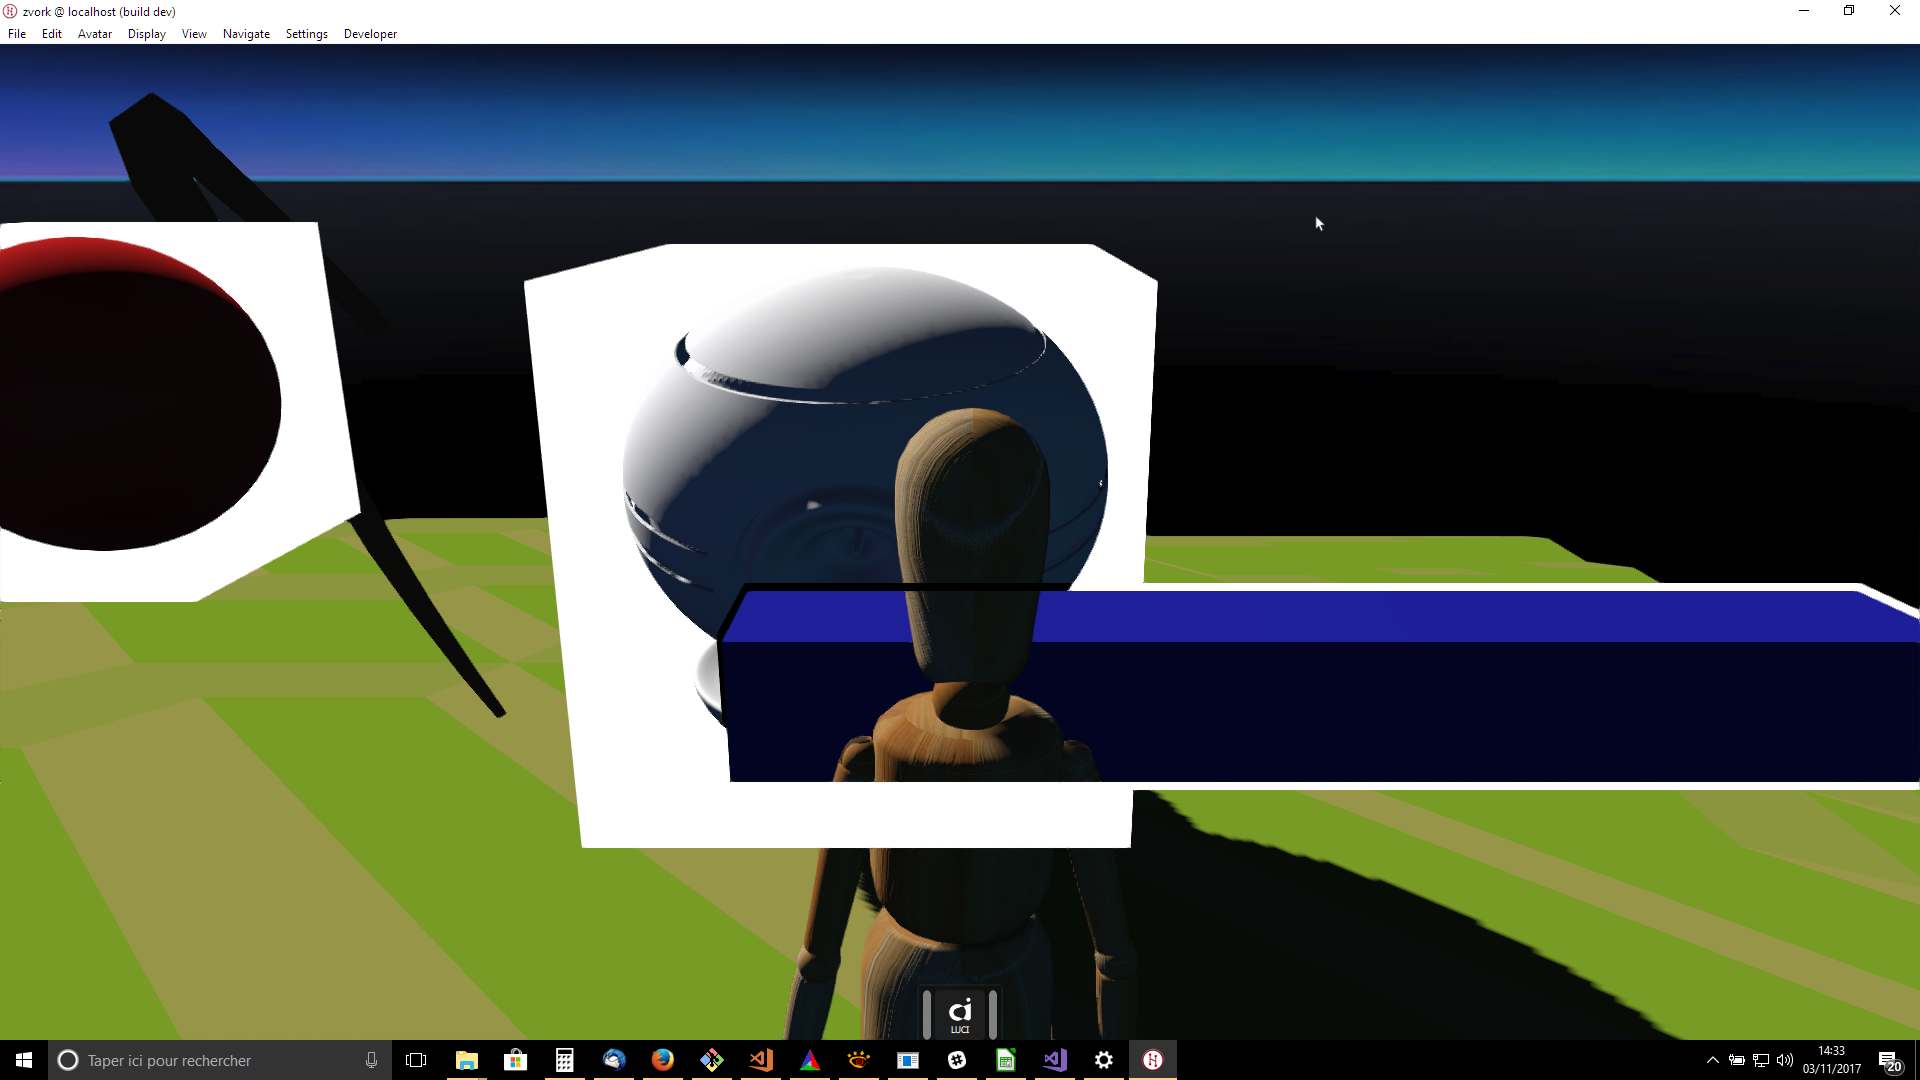 zvork @ localhost (build dev)
File Edit Avatar Display View Navigate Settings Developer
LUCI
Taper ici pour rechercher
14:33
03/11/2017
20